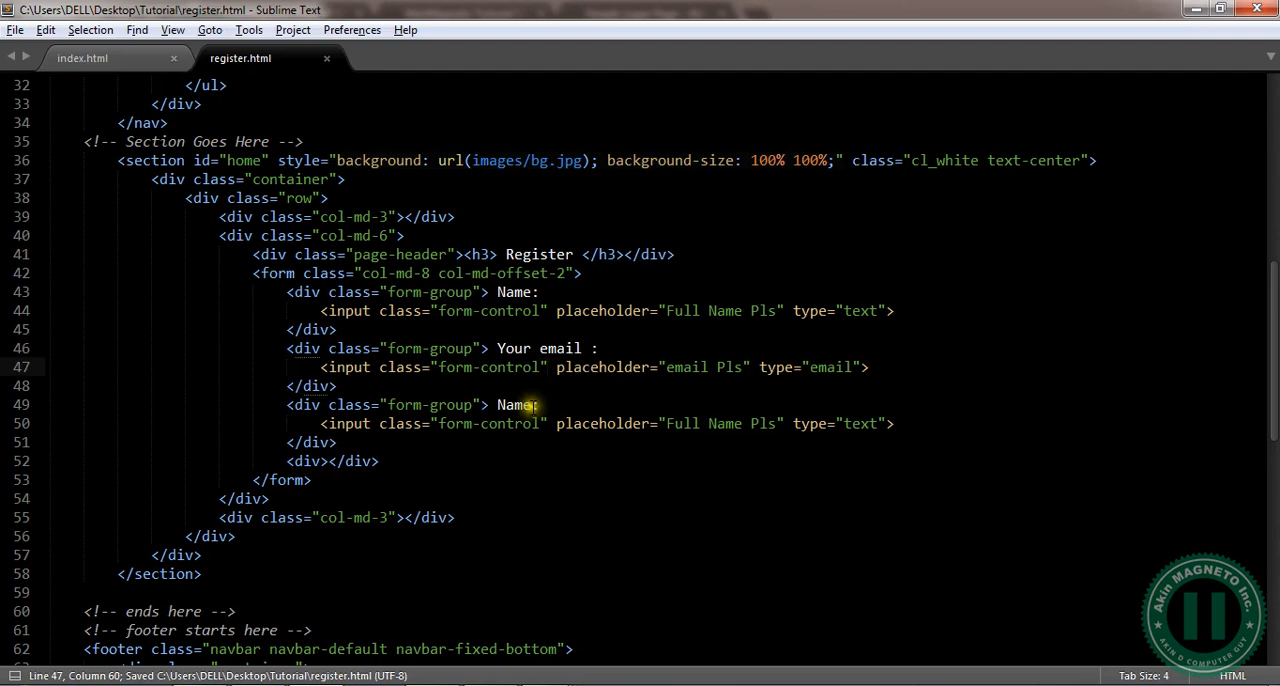 C:\Users\DELL\Desktop\Tutorial\register.html - Sublime Text
File Edit Selection Find View Goto Tools Project Preferences Help
index.html × register.html ×
32 </ul>
33 </div>
34 </nav>
35 <!-- Section Goes Here -->
36 <section id="home" style="background: url(images/bg.jpg); background-size: 100% 100%;" class="cl_white text-center">
37 <div class="container">
38 <div class="row">
39 <div class="col-md-3"></div>
40 <div class="col-md-6">
41 <div class="page-header"><h3> Register </h3></div>
42 <form class="col-md-8 col-md-offset-2">
43 <div class="form-group"> Name:
44 <input class="form-control" placeholder="Full Name Pls" type="text">
45 </div>
46 <div class="form-group"> Your email :
47 <input class="form-control" placeholder="email Pls" type="email">
48 </div>
49 <div class="form-group"> Name:
50 <input class="form-control" placeholder="Full Name Pls" type="text">
51 </div>
52 <div></div>
53 </form>
54 </div>
55 <div class="col-md-3"></div>
56 </div>
57 </div>
58 </section>
59
60 <!-- ends here -->
61 <!-- footer starts here -->
62 <footer class="navbar navbar-default navbar-fixed-bottom">
Akin MAGNETO Inc.
AKIN D COMPUTER GUY
Line 47, Column 60; Saved C:\Users\DELL\Desktop\Tutorial\register.html (UTF-8) Tab Size: 4 HTML